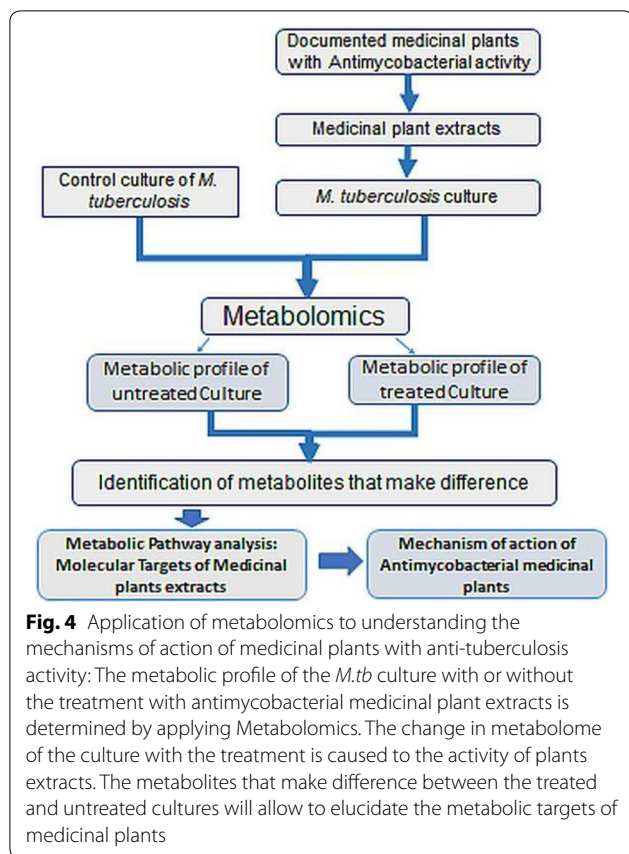 Documented medicinal plants
with Antimycobacterial activity
Medicinal plant extracts
Control culture of M.
tuberculosis
M. tuberculosis culture
Metabolomics
Metabolic profile of
untreated Culture
Metabolic profile of
treated Culture
Identification of metabolites that make difference
Metabolic Pathway analysis:
Molecular Targets of Medicinal
plants extracts
Mechanism of action of
Antimycobacterial medicinal
plants
Fig. 4 Application of metabolomics to understanding the
mechanisms of action of medicinal plants with anti-tuberculosis
activity: The metabolic profile of the M.tb culture with or without
the treatment with antimycobacterial medicinal plant extracts is
determined by applying Metabolomics. The change in metabolome
of the culture with the treatment is caused to the activity of plants
extracts. The metabolites that make difference between the treated
and untreated cultures will allow to elucidate the metabolic targets of
medicinal plants